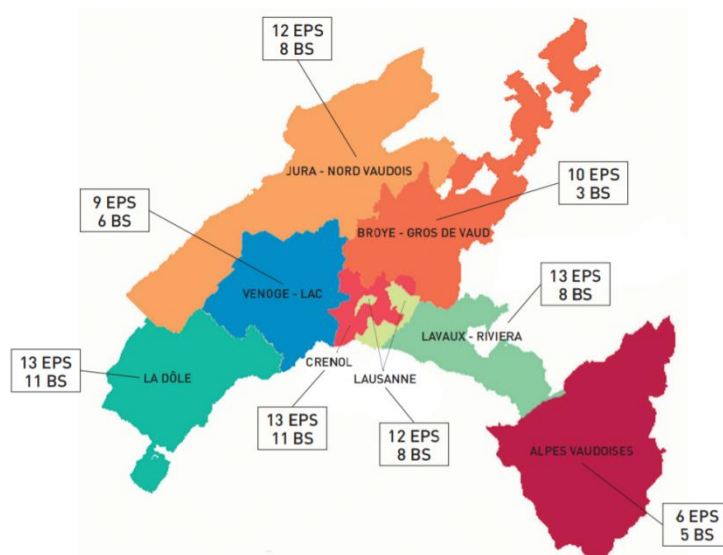 12 EPS
8 BS
JURA - NORD VAUDOIS
10 EPS
3 BS
9 EPS
6 BS
BROYE - GROS DE VAUD
13 EPS
8 BS
VENOGE - LAC
LAVAUX - RIVIERA
13 EPS
11 BS
LA DÔLE
CRENOL
LAUSANNE
13 EPS
11 BS
12 EPS
8 BS
ALPES VAUDOISES
6 EPS
5 BS